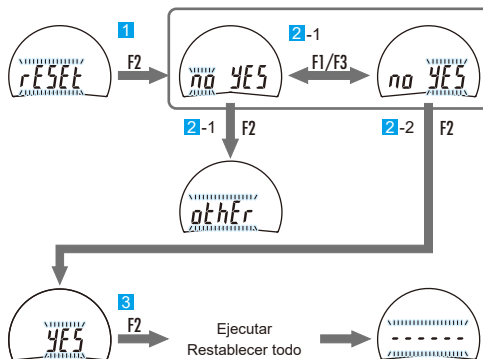 1
2-1
rESEt
F2
no YES
F1/F3
no YES
2-1 F2
2-2 F2
othEr
3
YES
F2
Ejecutar
Restablecer todo
------